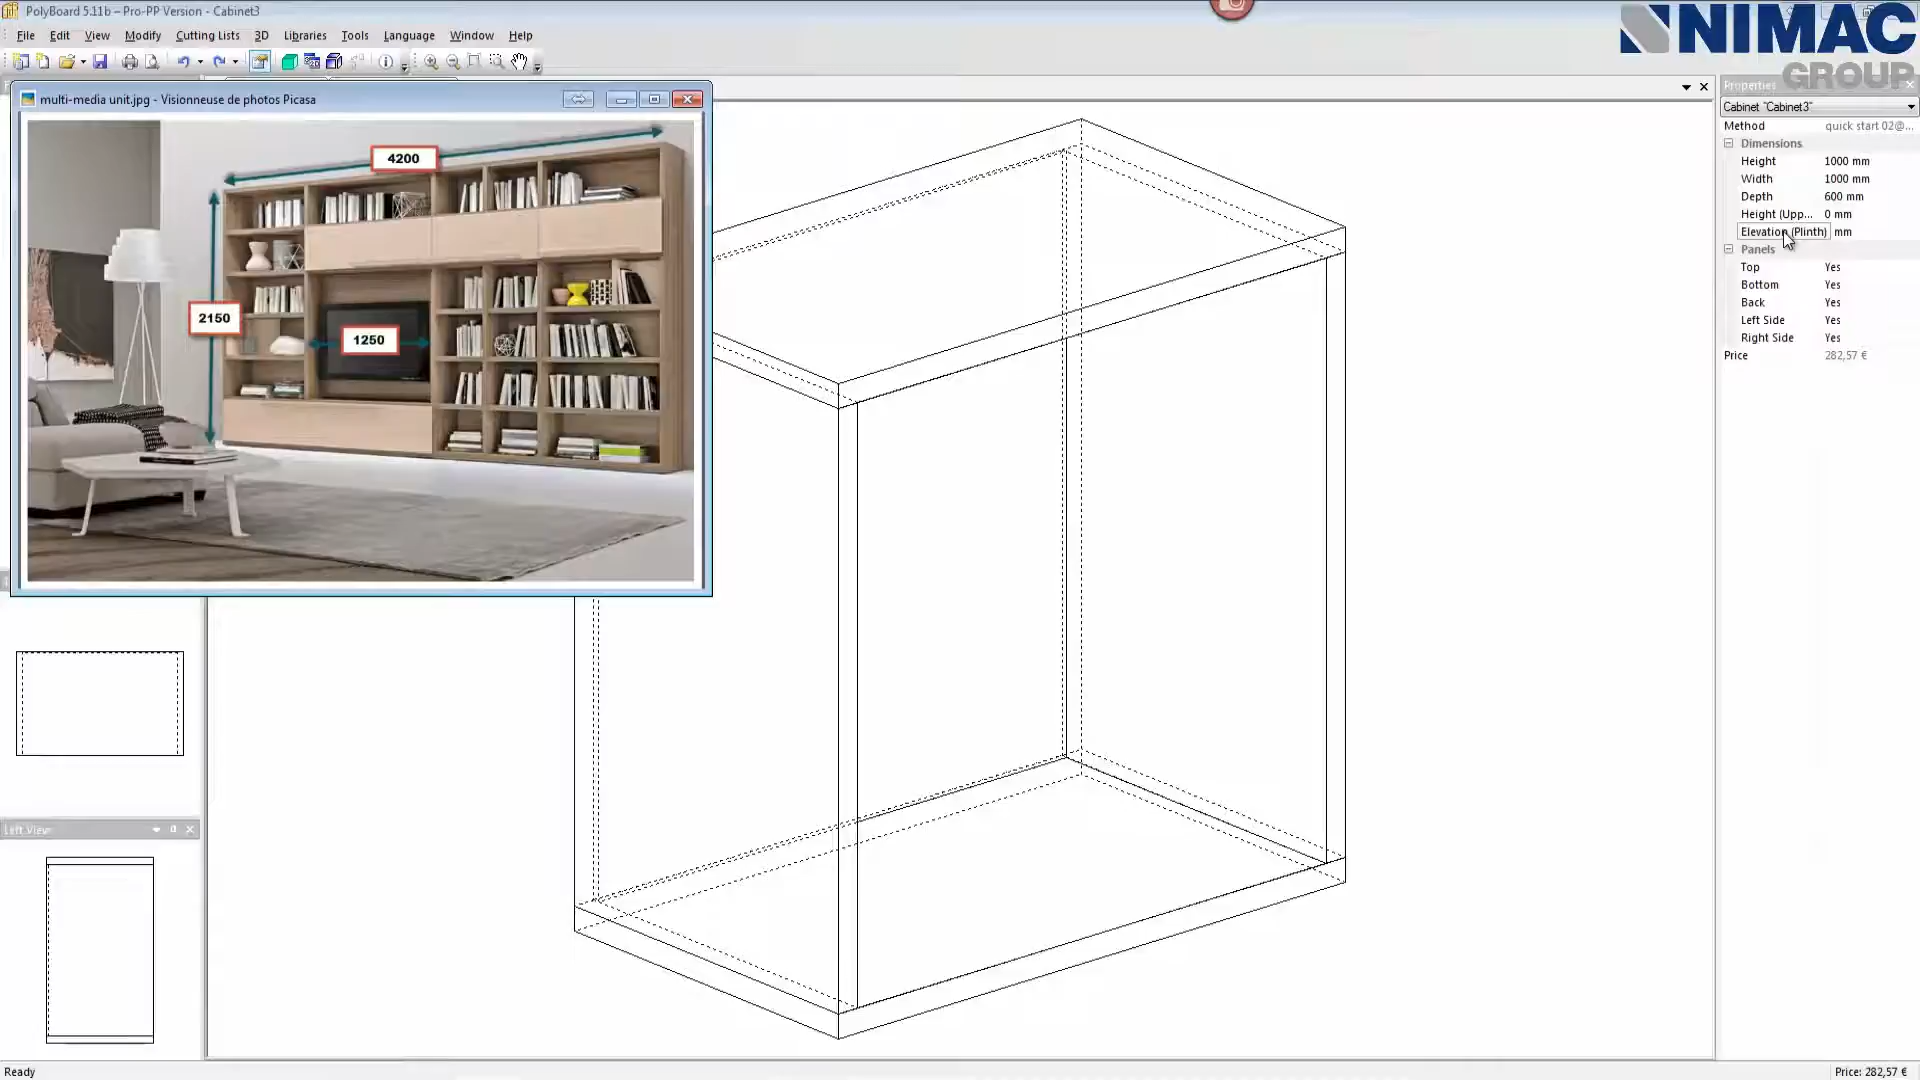 PolyBoard 5.11b – Pro-PP Version - Cabinet3
File Edit View Modify Cutting Lists 3D Libraries Tools Language Window Help
NIMAC
GROUP
multi-media unit.jpg - Visionneuse de photos Picasa
4200
2150
1250
Properties
Cabinet "Cabinet3"
Method quick start 02@...
Dimensions
Height 1000 mm
Width 1000 mm
Depth 600 mm
Height (Upp... 0 mm
Elevation (Plinth) mm
Panels
Top Yes
Bottom Yes
Back Yes
Left Side Yes
Right Side Yes
Price 282,57 €
Left View
Ready
Price: 282,57 €